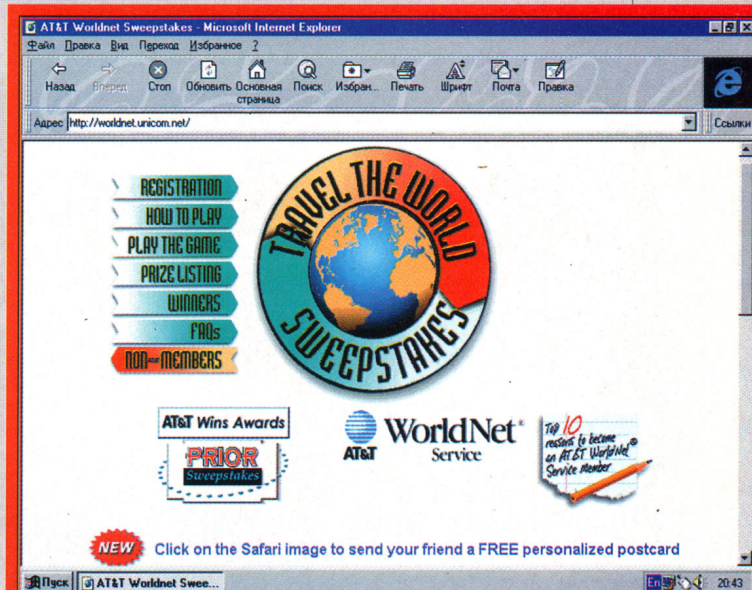 AT&T Worldnet Sweepstakes - Microsoft Internet Explorer
Файл Правка Вид Переход Избранное ?
Назад Вперед Стоп Обновить Основная страница Поиск Избран... Печать Шрифт Почта Правка
Адрес http://worldnet.unicom.net/ Ссылки
REGISTRATION
HOW TO PLAY
PLAY THE GAME
PRIZE LISTING
WINNERS
FAQs
NON-MEMBERS
TRAVEL THE WORLD
SWEEPSTAKES
AT&T Wins Awards
PRIOR
Sweepstakes
AT&T
WorldNet®
Service
Top 10
reasons to become
an AT&T WorldNet®
Service Member
NEW Click on the Safari image to send your friend a FREE personalized postcard
Пуск AT&T Worldnet Swee... En 20:43